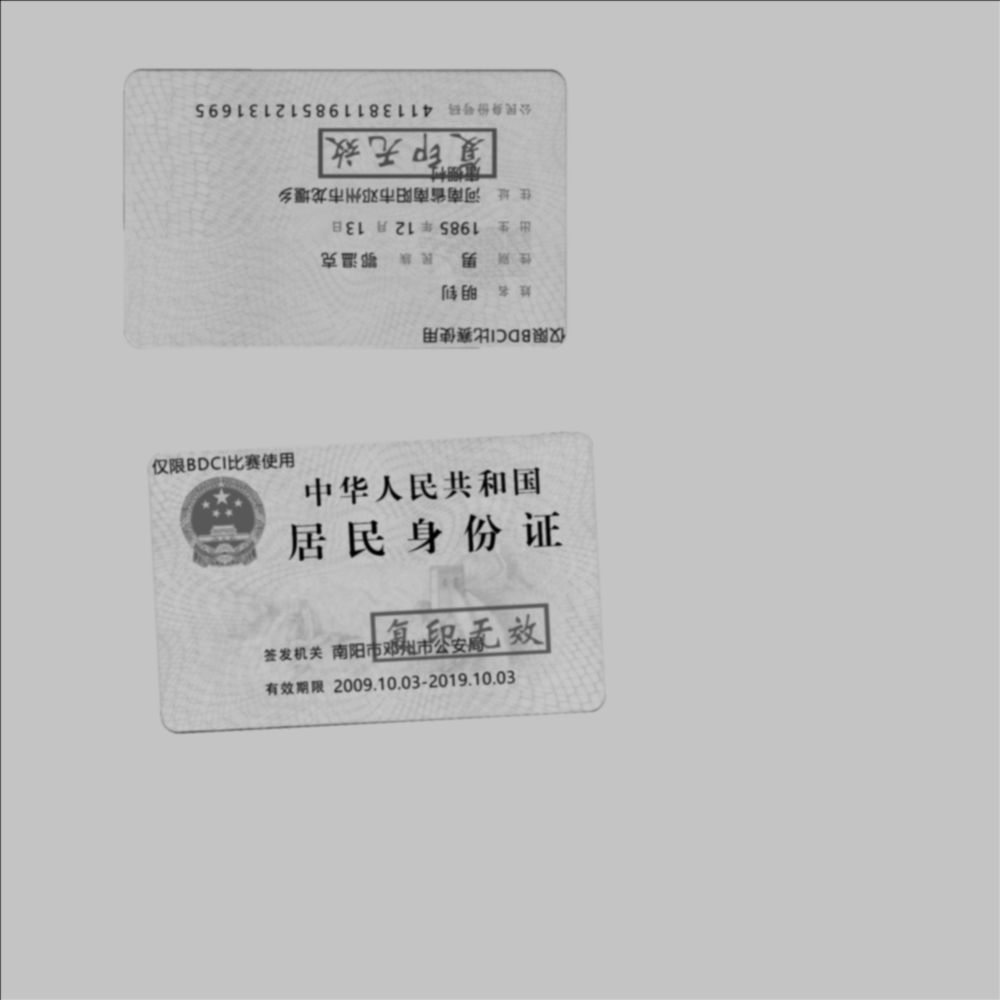 仅限BDCI比赛使用
姓名 明钊
性别 男 民族 鄂温克
出生 1985 年 12 月 13 日
住址 河南省南阳市邓州市龙堰乡
村
复印无效
公民身份号码 411381198512131695
仅限BDCI比赛使用
中华人民共和国
居民身份证
复印无效
签发机关 南阳市邓州市公安局
有效期限 2009.10.03-2019.10.03